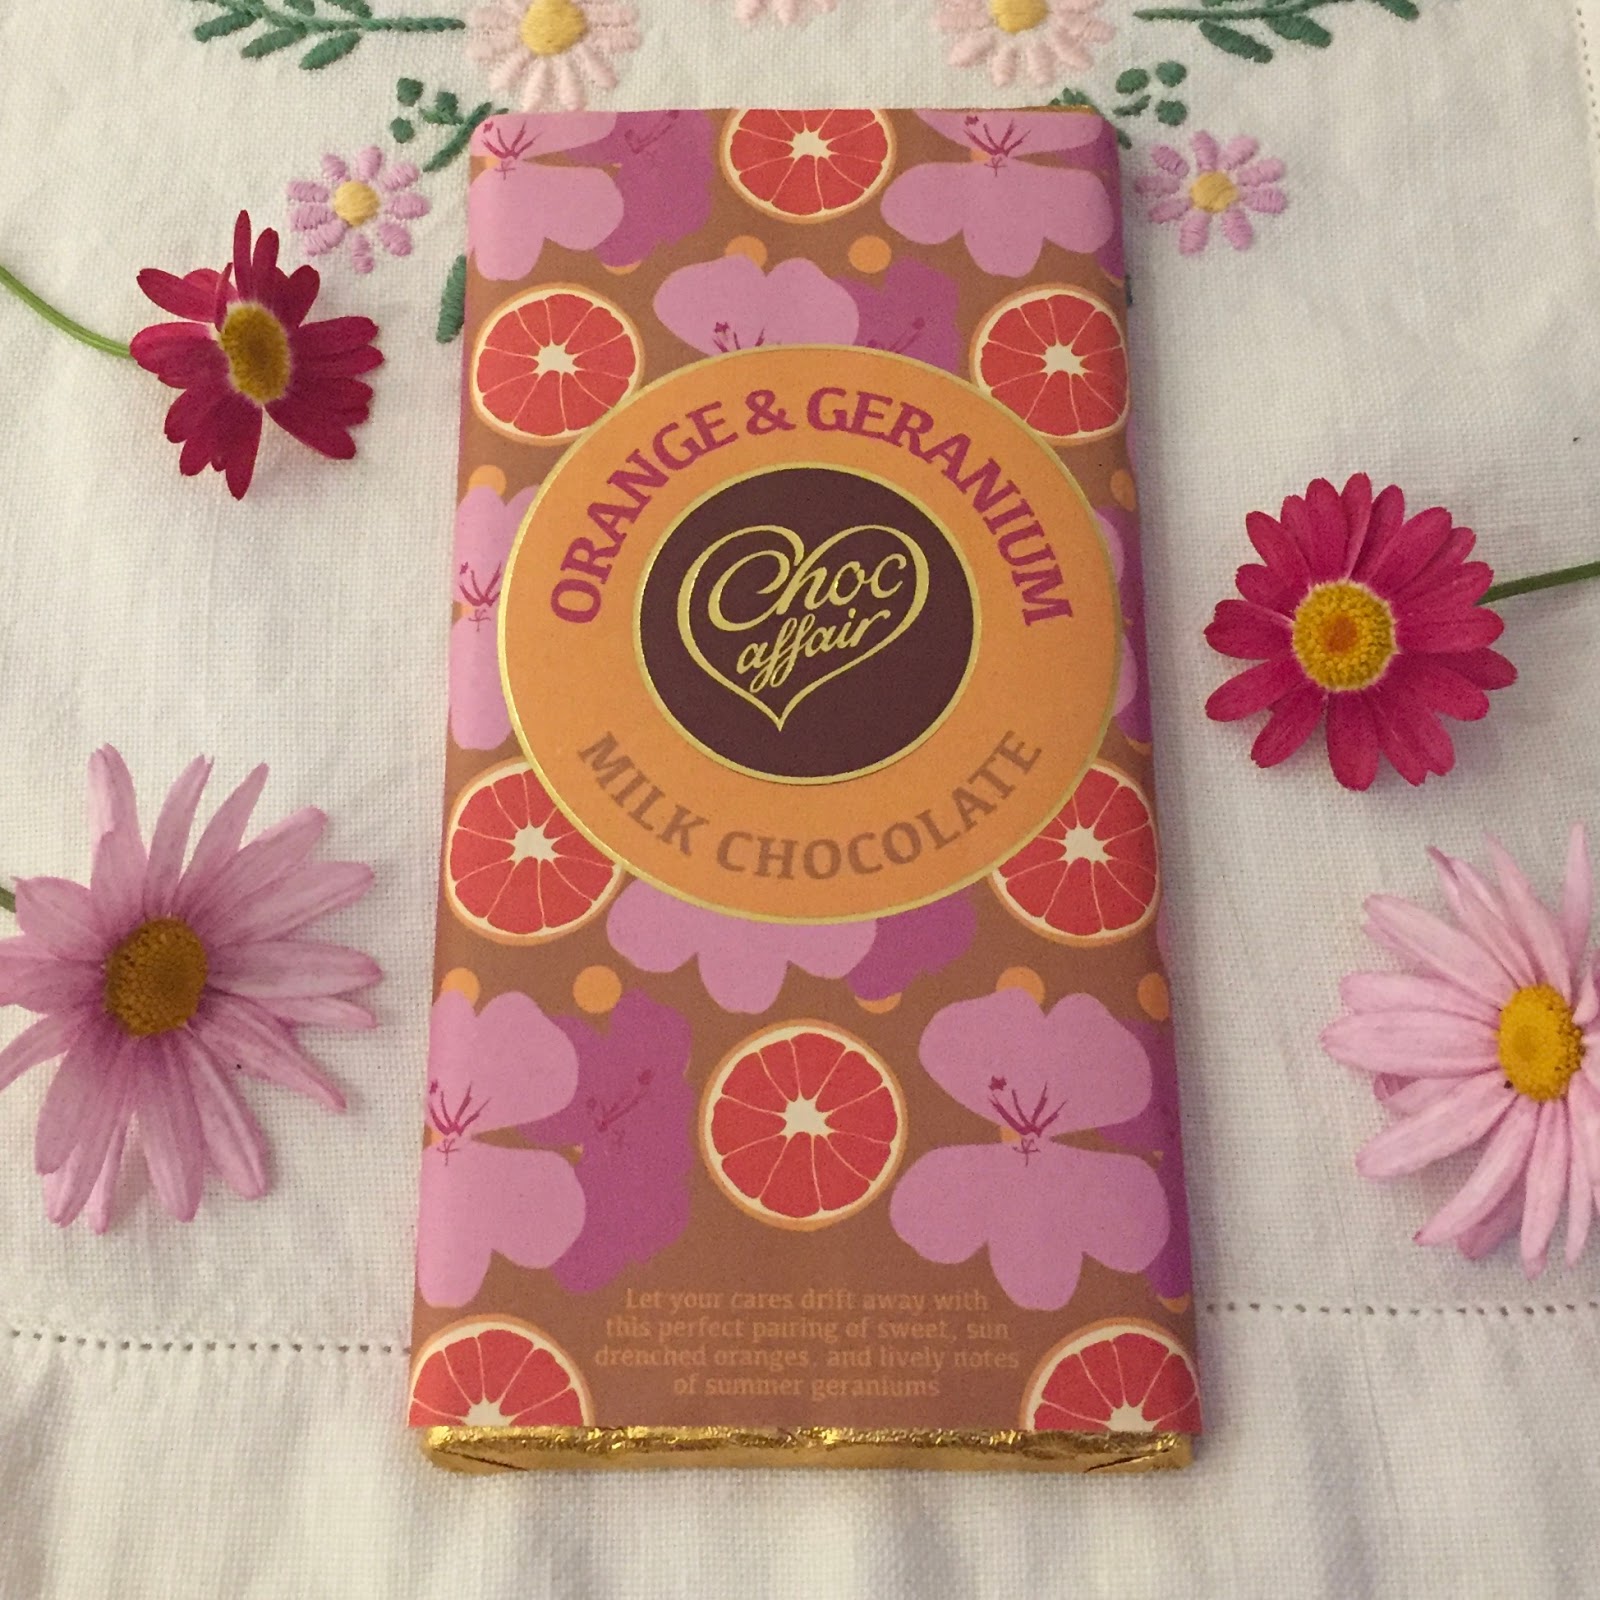 ORANGE & GERANIUM
Choc
affair
MILK CHOCOLATE
Let your cares drift away with
this perfect pairing of sweet, sun
drenched oranges, and lively notes
of summer geraniums